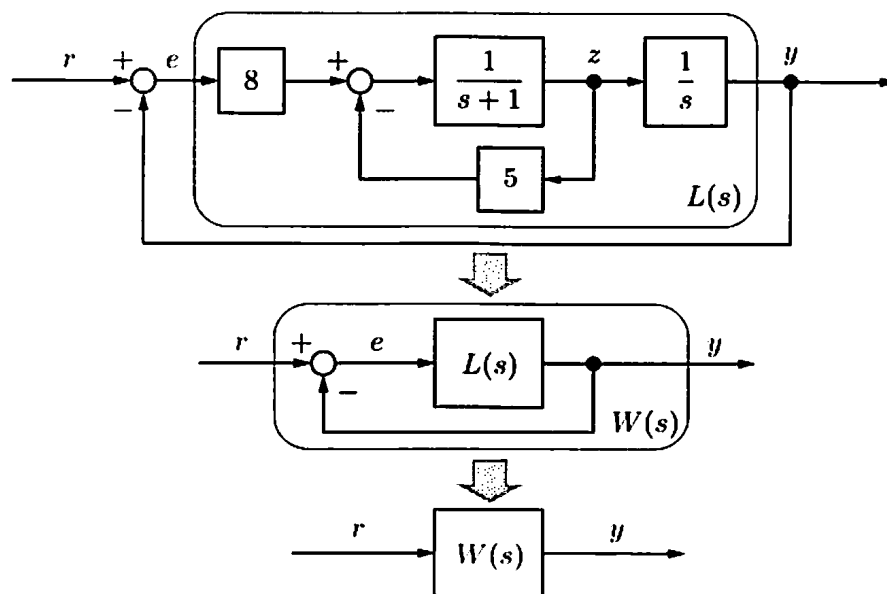 r + e 8 + 1/(s + 1) z 1/s y
− −
5
L(s)
r + e L(s) y
−
W(s)
r W(s) y